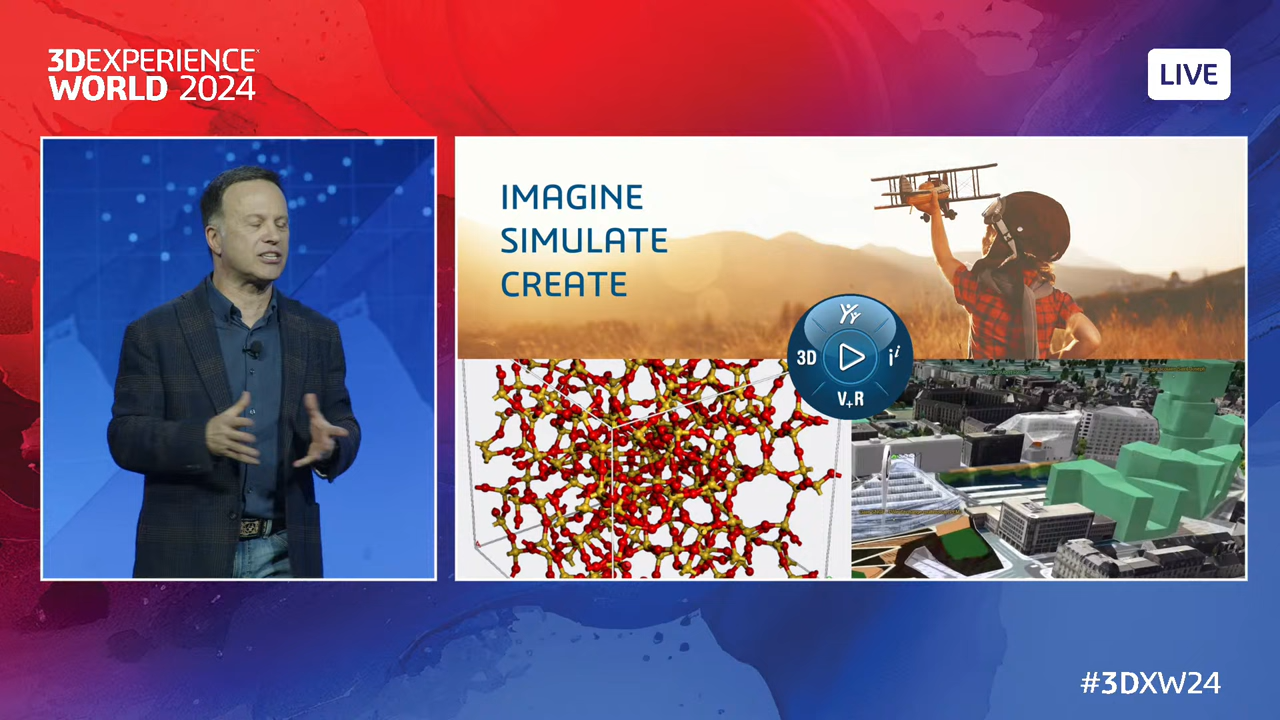 3DEXPERIENCE
WORLD 2024
LIVE
IMAGINE
SIMULATE
CREATE
3D
i
V+R
#3DXW24